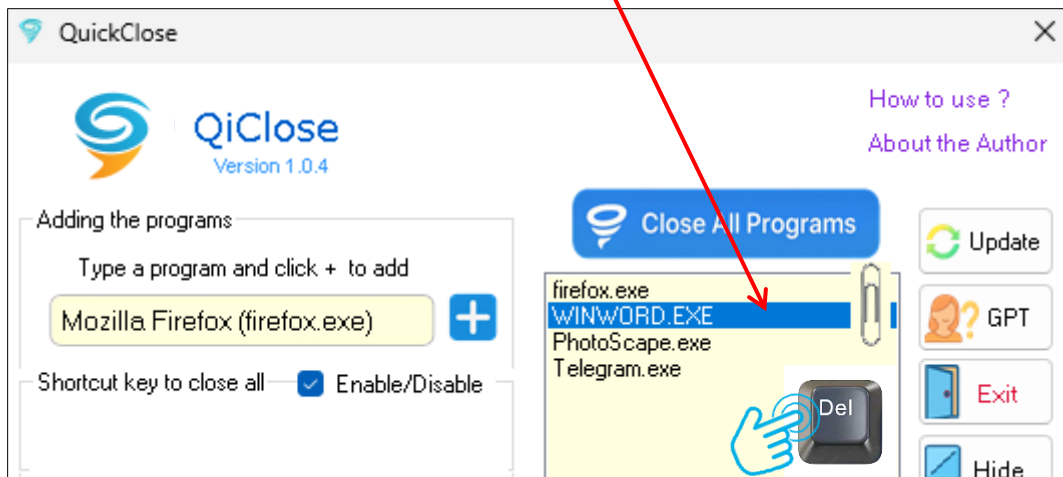 QuickClose
QiClose
Version 1.0.4
How to use ?
About the Author
Adding the programs
Type a program and click + to add
Mozilla Firefox (firefox.exe)
Shortcut key to close all
Enable/Disable
Close All Programs
firefox.exe
WINWORD.EXE
PhotoScape.exe
Telegram.exe
Del
Update
GPT
Exit
Hide